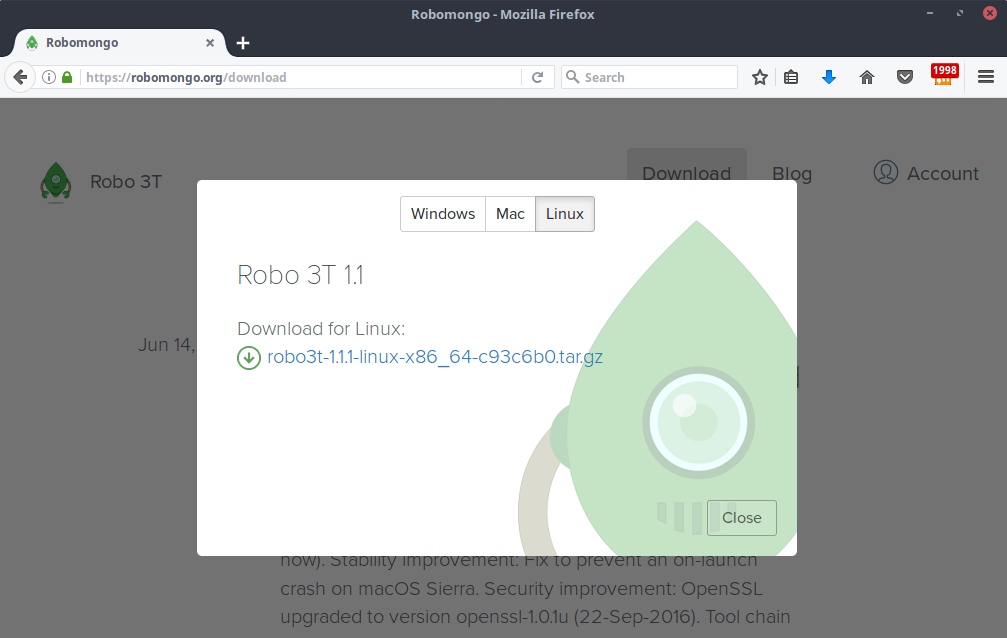 Robomongo - Mozilla Firefox
Robomongo
https://robomongo.org/download
Search
1998
Robo 3T
Download
Blog
Account
Windows
Mac
Linux
Robo 3T 1.1
Jun 14,
Download for Linux:
robo3t-1.1.1-linux-x86_64-c93c6b0.tar.gz
Close
now). Stability improvement: Fix to prevent an on-launch
crash on macOS Sierra. Security improvement: OpenSSL
upgraded to version openssl-1.0.1u (22-Sep-2016). Tool chain